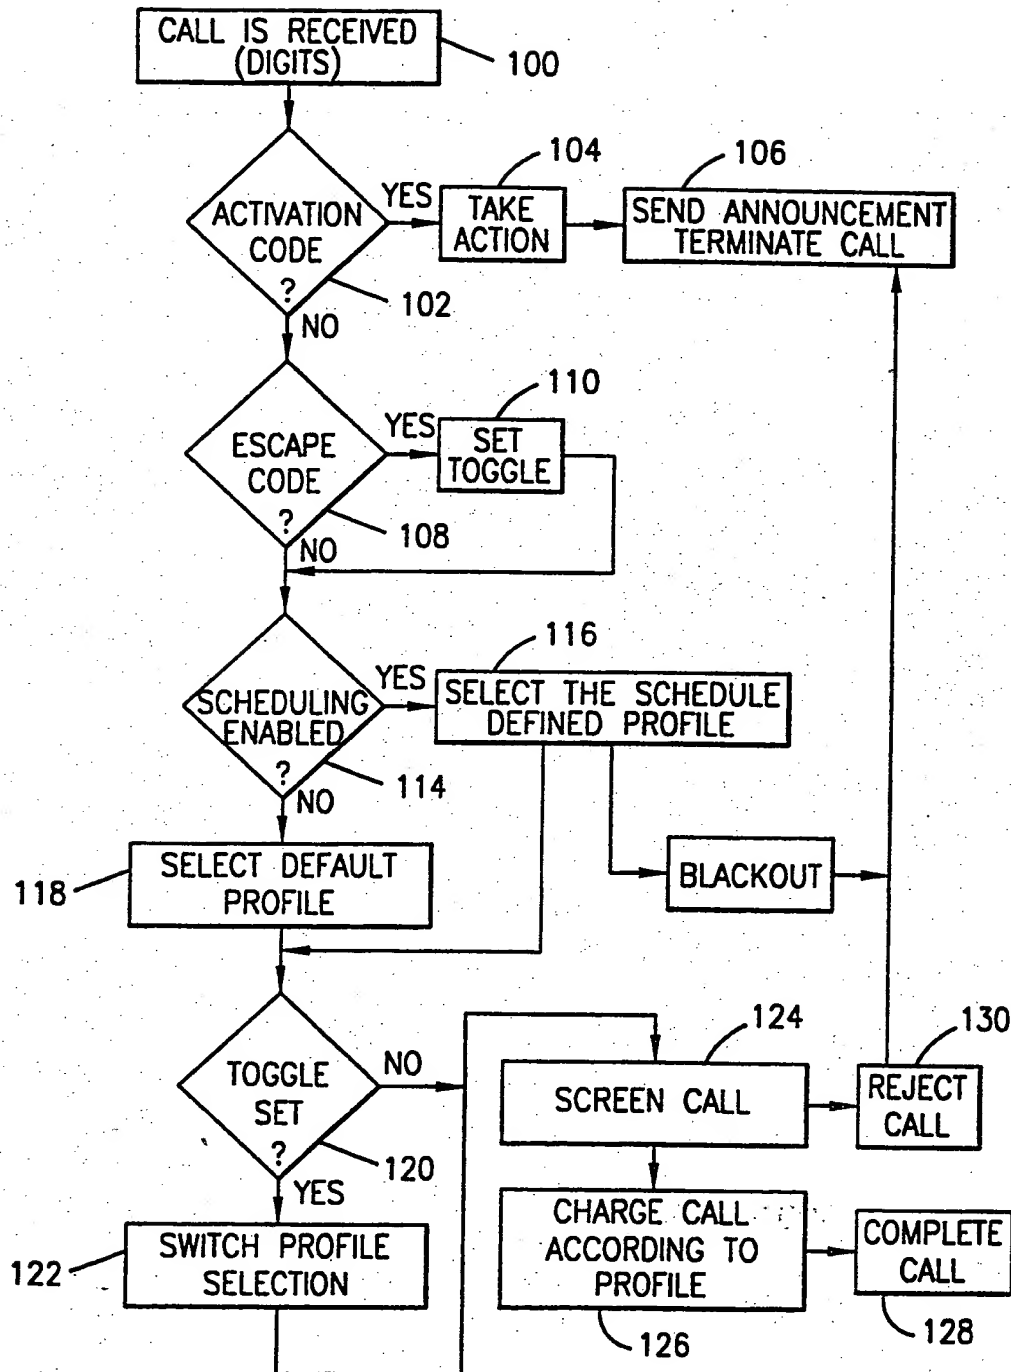 CALL IS RECEIVED
(DIGITS)
100
104
106
YES
TAKE
ACTION
SEND ANNOUNCEMENT
TERMINATE CALL
ACTIVATION
CODE
?
102
NO
110
YES
SET
TOGGLE
ESCAPE
CODE
?
108
NO
116
YES
SELECT THE SCHEDULE
DEFINED PROFILE
SCHEDULING
ENABLED
?
114
NO
118
SELECT DEFAULT
PROFILE
BLACKOUT
124
130
NO
TOGGLE
SET
?
120
SCREEN CALL
REJECT
CALL
YES
122
SWITCH PROFILE
SELECTION
CHARGE CALL
ACCORDING TO
PROFILE
126
COMPLETE
CALL
128